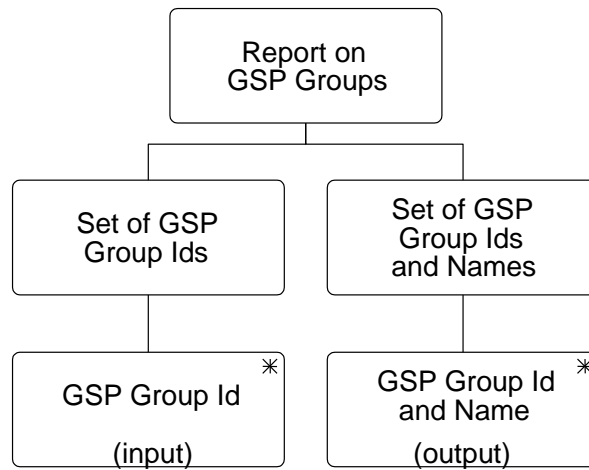 Report on
GSP Groups
Set of GSP
Group Ids
Set of GSP
Group Ids
and Names
*
GSP Group Id
(input)
*
GSP Group Id
and Name
(output)